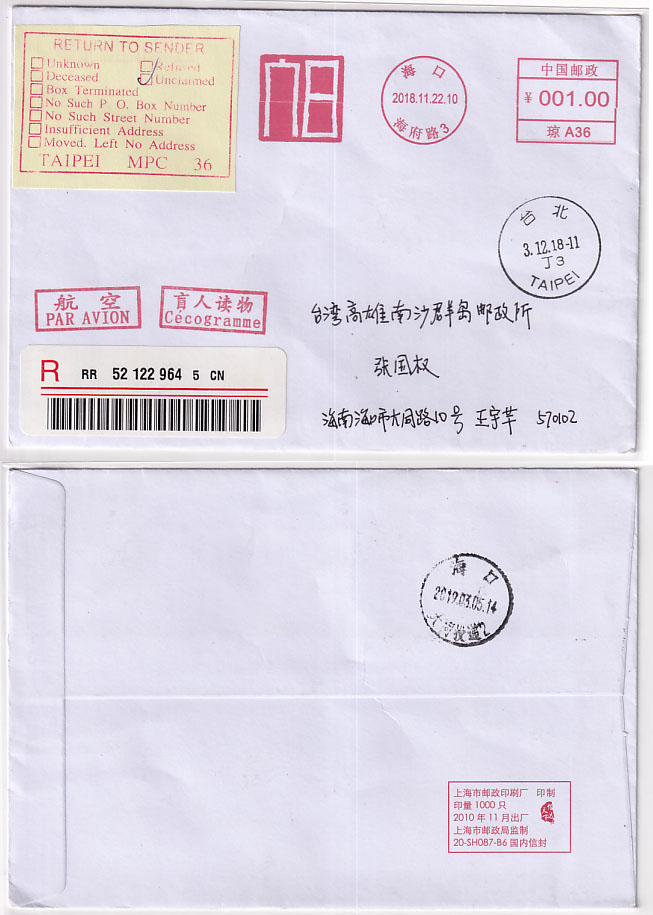 RETURN TO SENDER
Unknown
Refused
Deceased
Unclaimed
Box Terminated
No Such P O. Box Number
No Such Street Number
Insufficient Address
Moved. Left No Address
TAIPEI MPC 36
海口
2018.11.22.10
海府路3
中国邮政
¥ 001.00
琼 A36
台北
3.12.18-11
丁3
TAIPEI
航空
PAR AVION
盲人读物
Cécogramme
台湾高雄南沙群岛邮政所
张国权
R RR 52 122 964 5 CN
海南海口市大同路10号 王宇苹 570102
海口
2019.03.05.14
投递2
上海市邮政印刷厂 印制
印量 1000 只
2010 年 11 月出厂
上海市邮政局监制
20-SH087-B6 国内信封